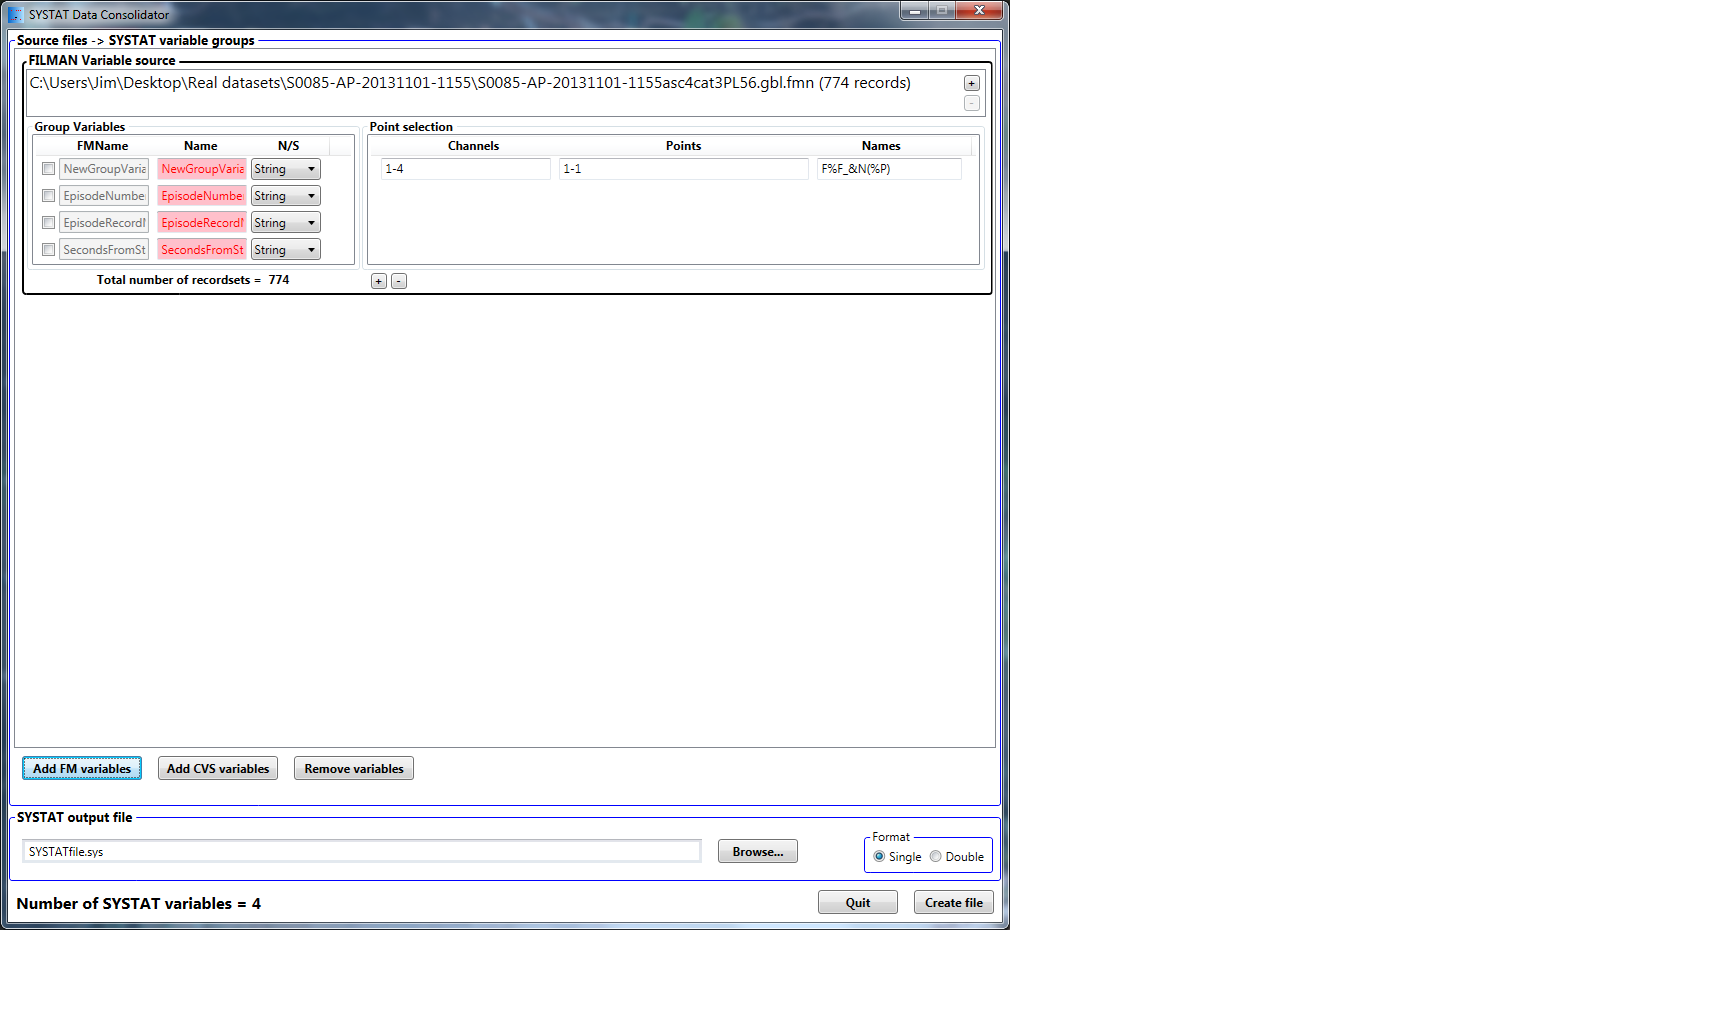 SYSTAT Data Consolidator
Source files -> SYSTAT variable groups
FILMAN Variable source
C:\Users\Jim\Desktop\Real datasets\S0085-AP-20131101-1155\S0085-AP-20131101-1155asc4cat3PL56.gbl.fmn (774 records)
+
-
Group Variables
FMName Name N/S
NewGroupVaria NewGroupVaria String
EpisodeNumbe EpisodeNumbe String
EpisodeRecordI EpisodeRecordI String
SecondsFromSt SecondsFromSt String
Total number of recordsets = 774
Point selection
Channels Points Names
1-4 1-1 F%F_&N(%P)
+ -
Add FM variables Add CVS variables Remove variables
SYSTAT output file
SYSTATfile.sys
Browse...
Format
Single Double
Number of SYSTAT variables = 4
Quit Create file